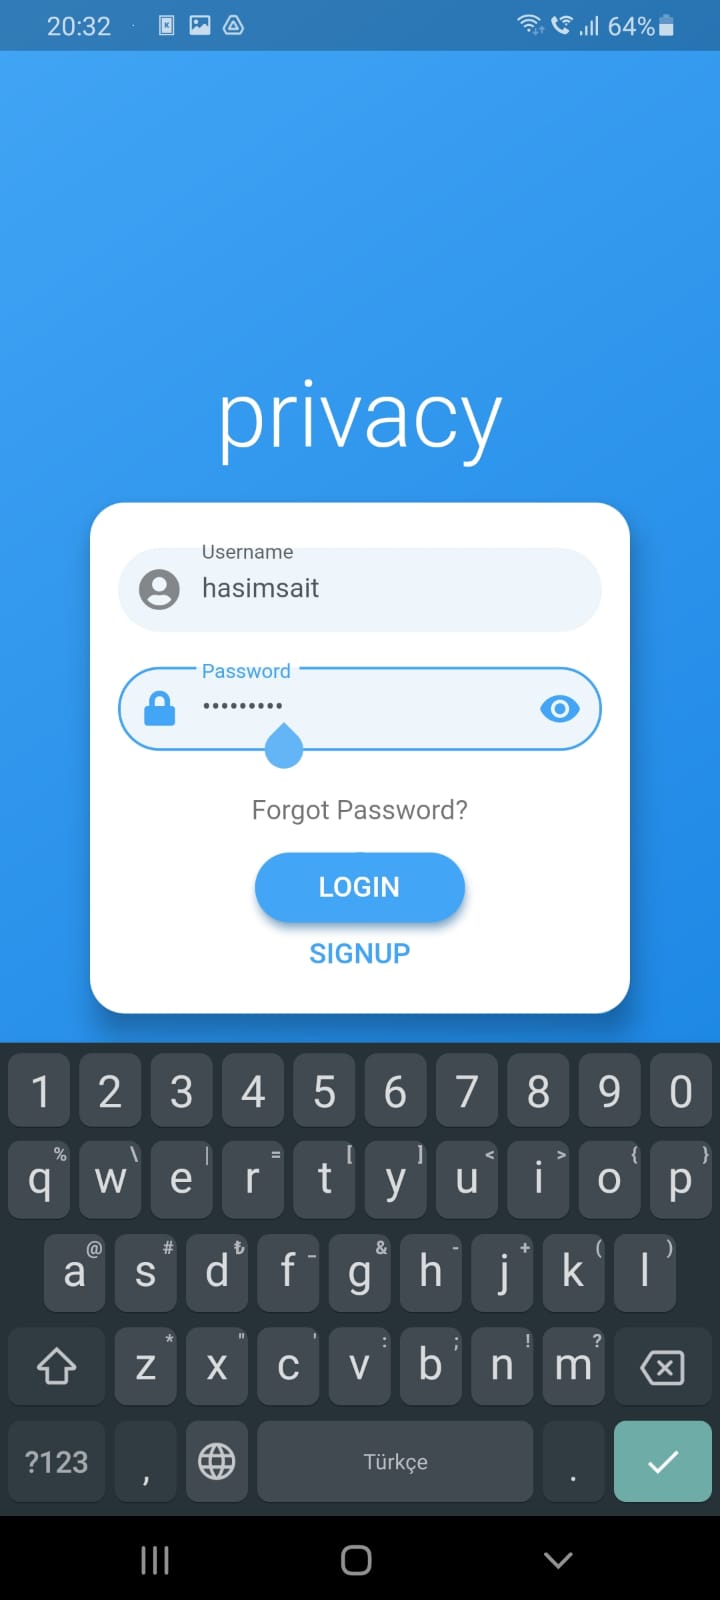 20:32 64%
privacy
Username
hasimsait
Password
•••••••••
Forgot Password?
LOGIN
SIGNUP
1 2 3 4 5 6 7 8 9 0
% \ | = [ ] < > { }
q w e r t y u i o p
@ # ₺ _ & - + ( )
a s d f g h j k l
* " ' : ; ! ?
z x c v b n m
?123 , Türkçe .